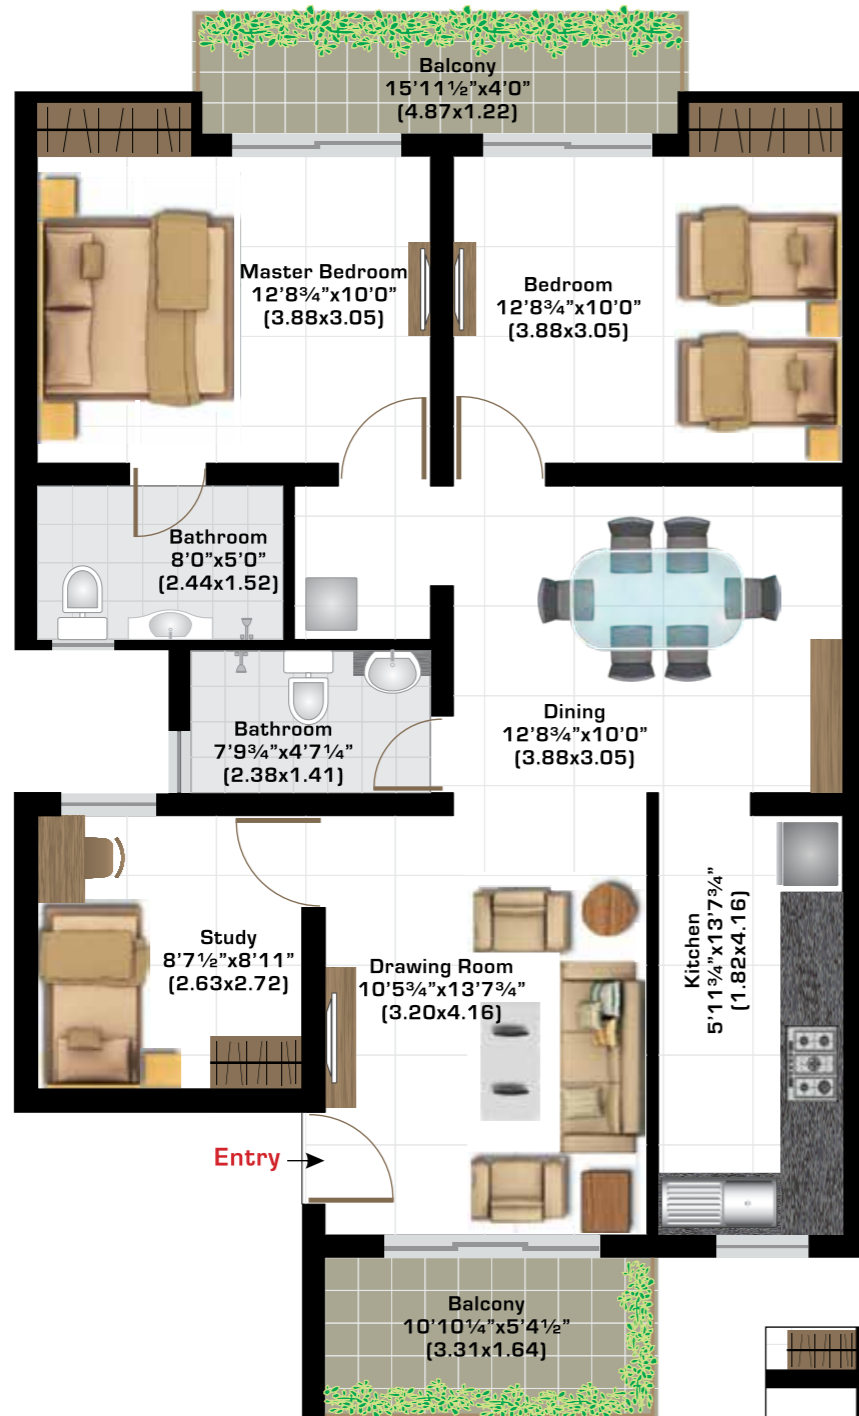 Balcony
15'11½"x4'0"
(4.87x1.22)
Master Bedroom
12'8¾"x10'0"
(3.88x3.05)
Bedroom
12'8¾"x10'0"
(3.88x3.05)
Bathroom
8'0"x5'0"
(2.44x1.52)
Dining
12'8¾"x10'0"
(3.88x3.05)
Bathroom
7'9¾"x4'7¼"
(2.38x1.41)
Study
8'7½"x8'11"
(2.63x2.72)
Drawing Room
10'5¾"x13'7¾"
(3.20x4.16)
Kitchen
5'11¾"x13'7¾"
(1.82x4.16)
Entry
Balcony
10'10¼"x5'4½"
(3.31x1.64)